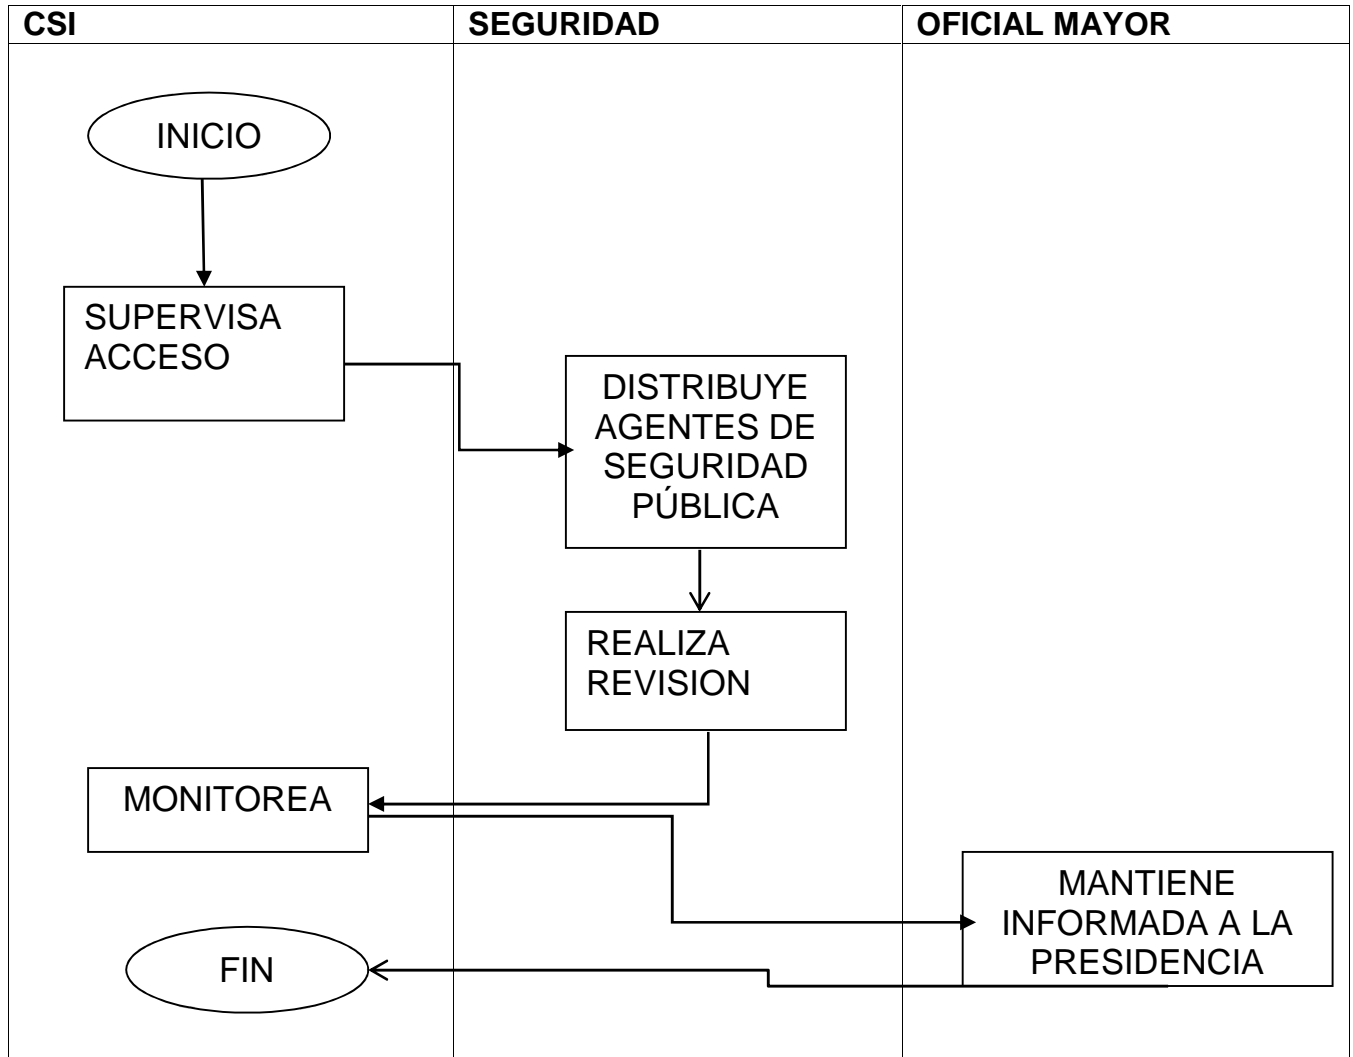 CSI
SEGURIDAD
OFICIAL MAYOR
INICIO
SUPERVISA
ACCESO
DISTRIBUYE
AGENTES DE
SEGURIDAD
PÚBLICA
REALIZA
REVISION
MONITOREA
MANTIENE
INFORMADA A LA
PRESIDENCIA
FIN